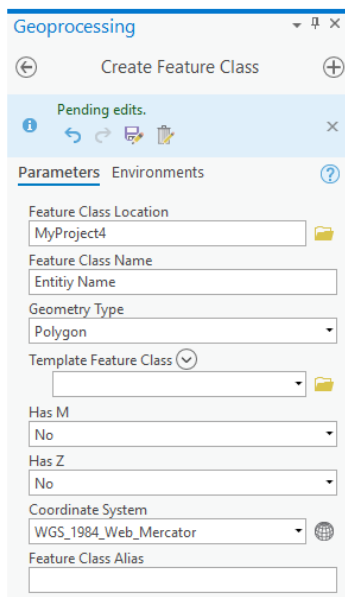 Geoprocessing
Create Feature Class
Pending edits.
Parameters Environments
Feature Class Location
MyProject4
Feature Class Name
Entitiy Name
Geometry Type
Polygon
Template Feature Class
Has M
No
Has Z
No
Coordinate System
WGS_1984_Web_Mercator
Feature Class Alias